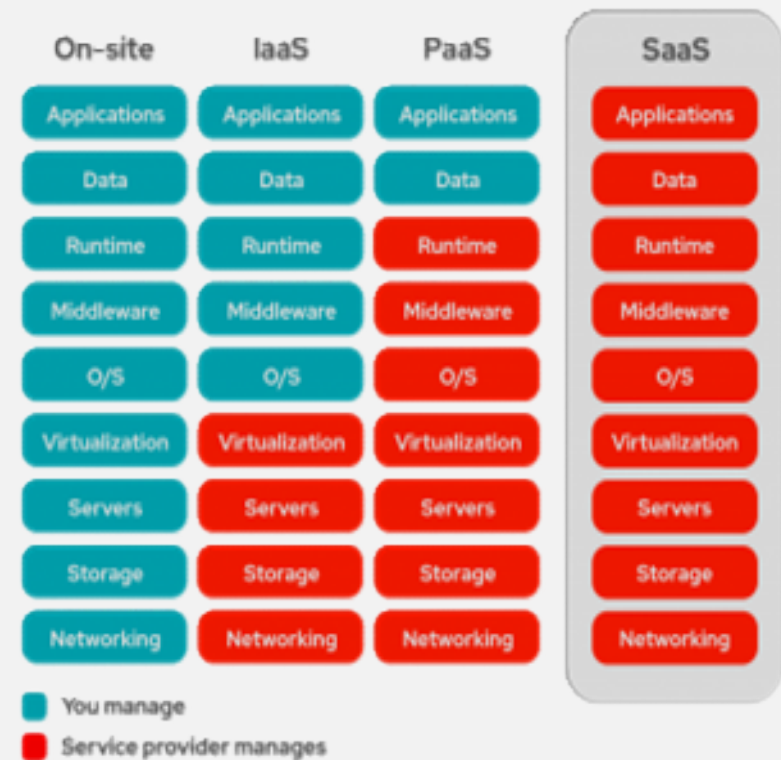 On-site IaaS PaaS SaaS
Applications Applications Applications Applications
Data Data Data Data
Runtime Runtime Runtime Runtime
Middleware Middleware Middleware Middleware
O/S O/S O/S O/S
Virtualization Virtualization Virtualization Virtualization
Servers Servers Servers Servers
Storage Storage Storage Storage
Networking Networking Networking Networking
You manage
Service provider manages